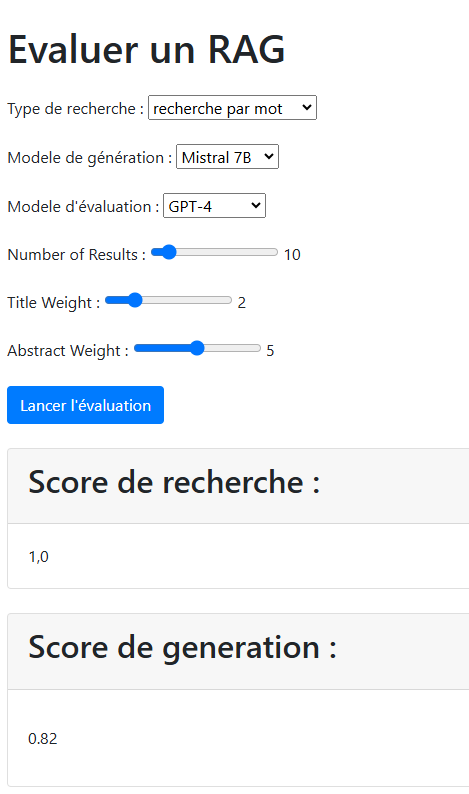 Evaluer un RAG
Type de recherche : recherche par mot
Modele de génération : Mistral 7B
Modele d'évaluation : GPT-4
Number of Results : 10
Title Weight : 2
Abstract Weight : 5
Lancer l'évaluation
Score de recherche :
1,0
Score de generation :
0.82